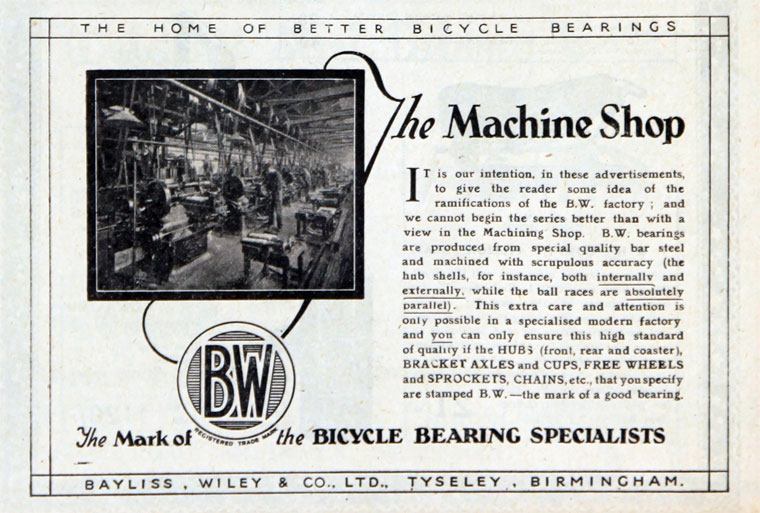 THE HOME OF BETTER BICYCLE BEARINGS
The Machine Shop
IT is our intention, in these advertisements,
to give the reader some idea of the
ramifications of the B.W. factory ; and
we cannot begin the series better than with a
view in the Machining Shop. B.W. bearings
are produced from special quality bar steel
and machined with scrupulous accuracy (the
hub shells, for instance, both internally and
externally, while the ball races are absolutely
parallel). This extra care and attention is
only possible in a specialised modern factory
and you can only ensure this high standard
of quality if the HUBS (front, rear and coaster),
BRACKET AXLES and CUPS, FREE WHEELS
and SPROCKETS, CHAINS, etc., that you specify
are stamped B.W.—the mark of a good bearing.
BW
REGISTERED TRADE MARK
The Mark of the BICYCLE BEARING SPECIALISTS
BAYLISS, WILEY & CO., LTD., TYSELEY, BIRMINGHAM.